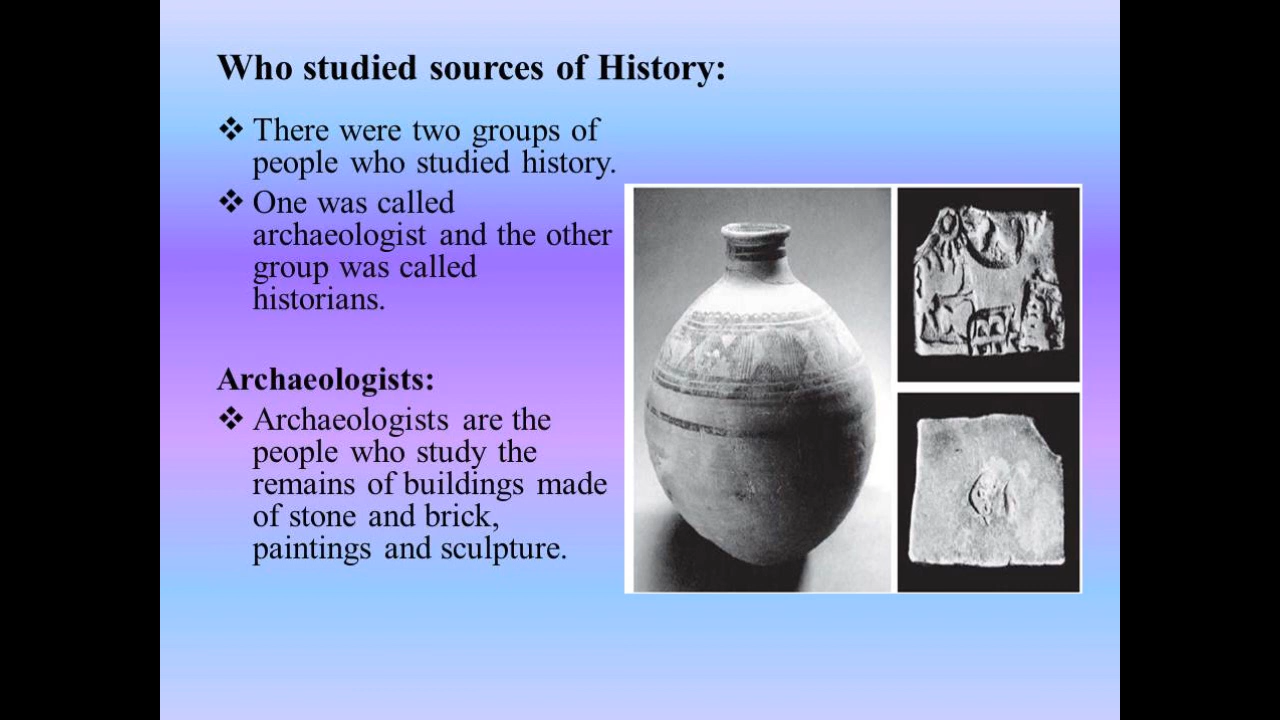 Who studied sources of History:
❖ There were two groups of
people who studied history.
❖ One was called
archaeologist and the other
group was called
historians.
Archaeologists:
❖ Archaeologists are the
people who study the
remains of buildings made
of stone and brick,
paintings and sculpture.